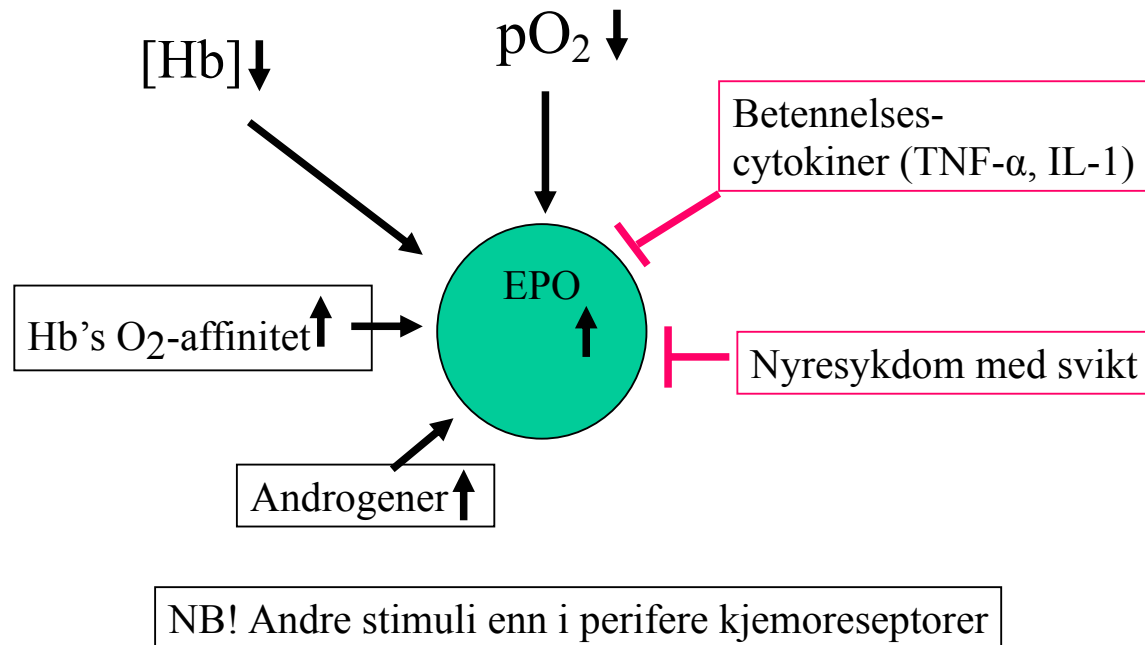 [Hb]
pO2
Betennelses-
cytokiner (TNF-α, IL-1)
EPO
Hb’s O2-affinitet
Nyresykdom med svikt
Androgener
NB! Andre stimuli enn i perifere kjemoreseptorer